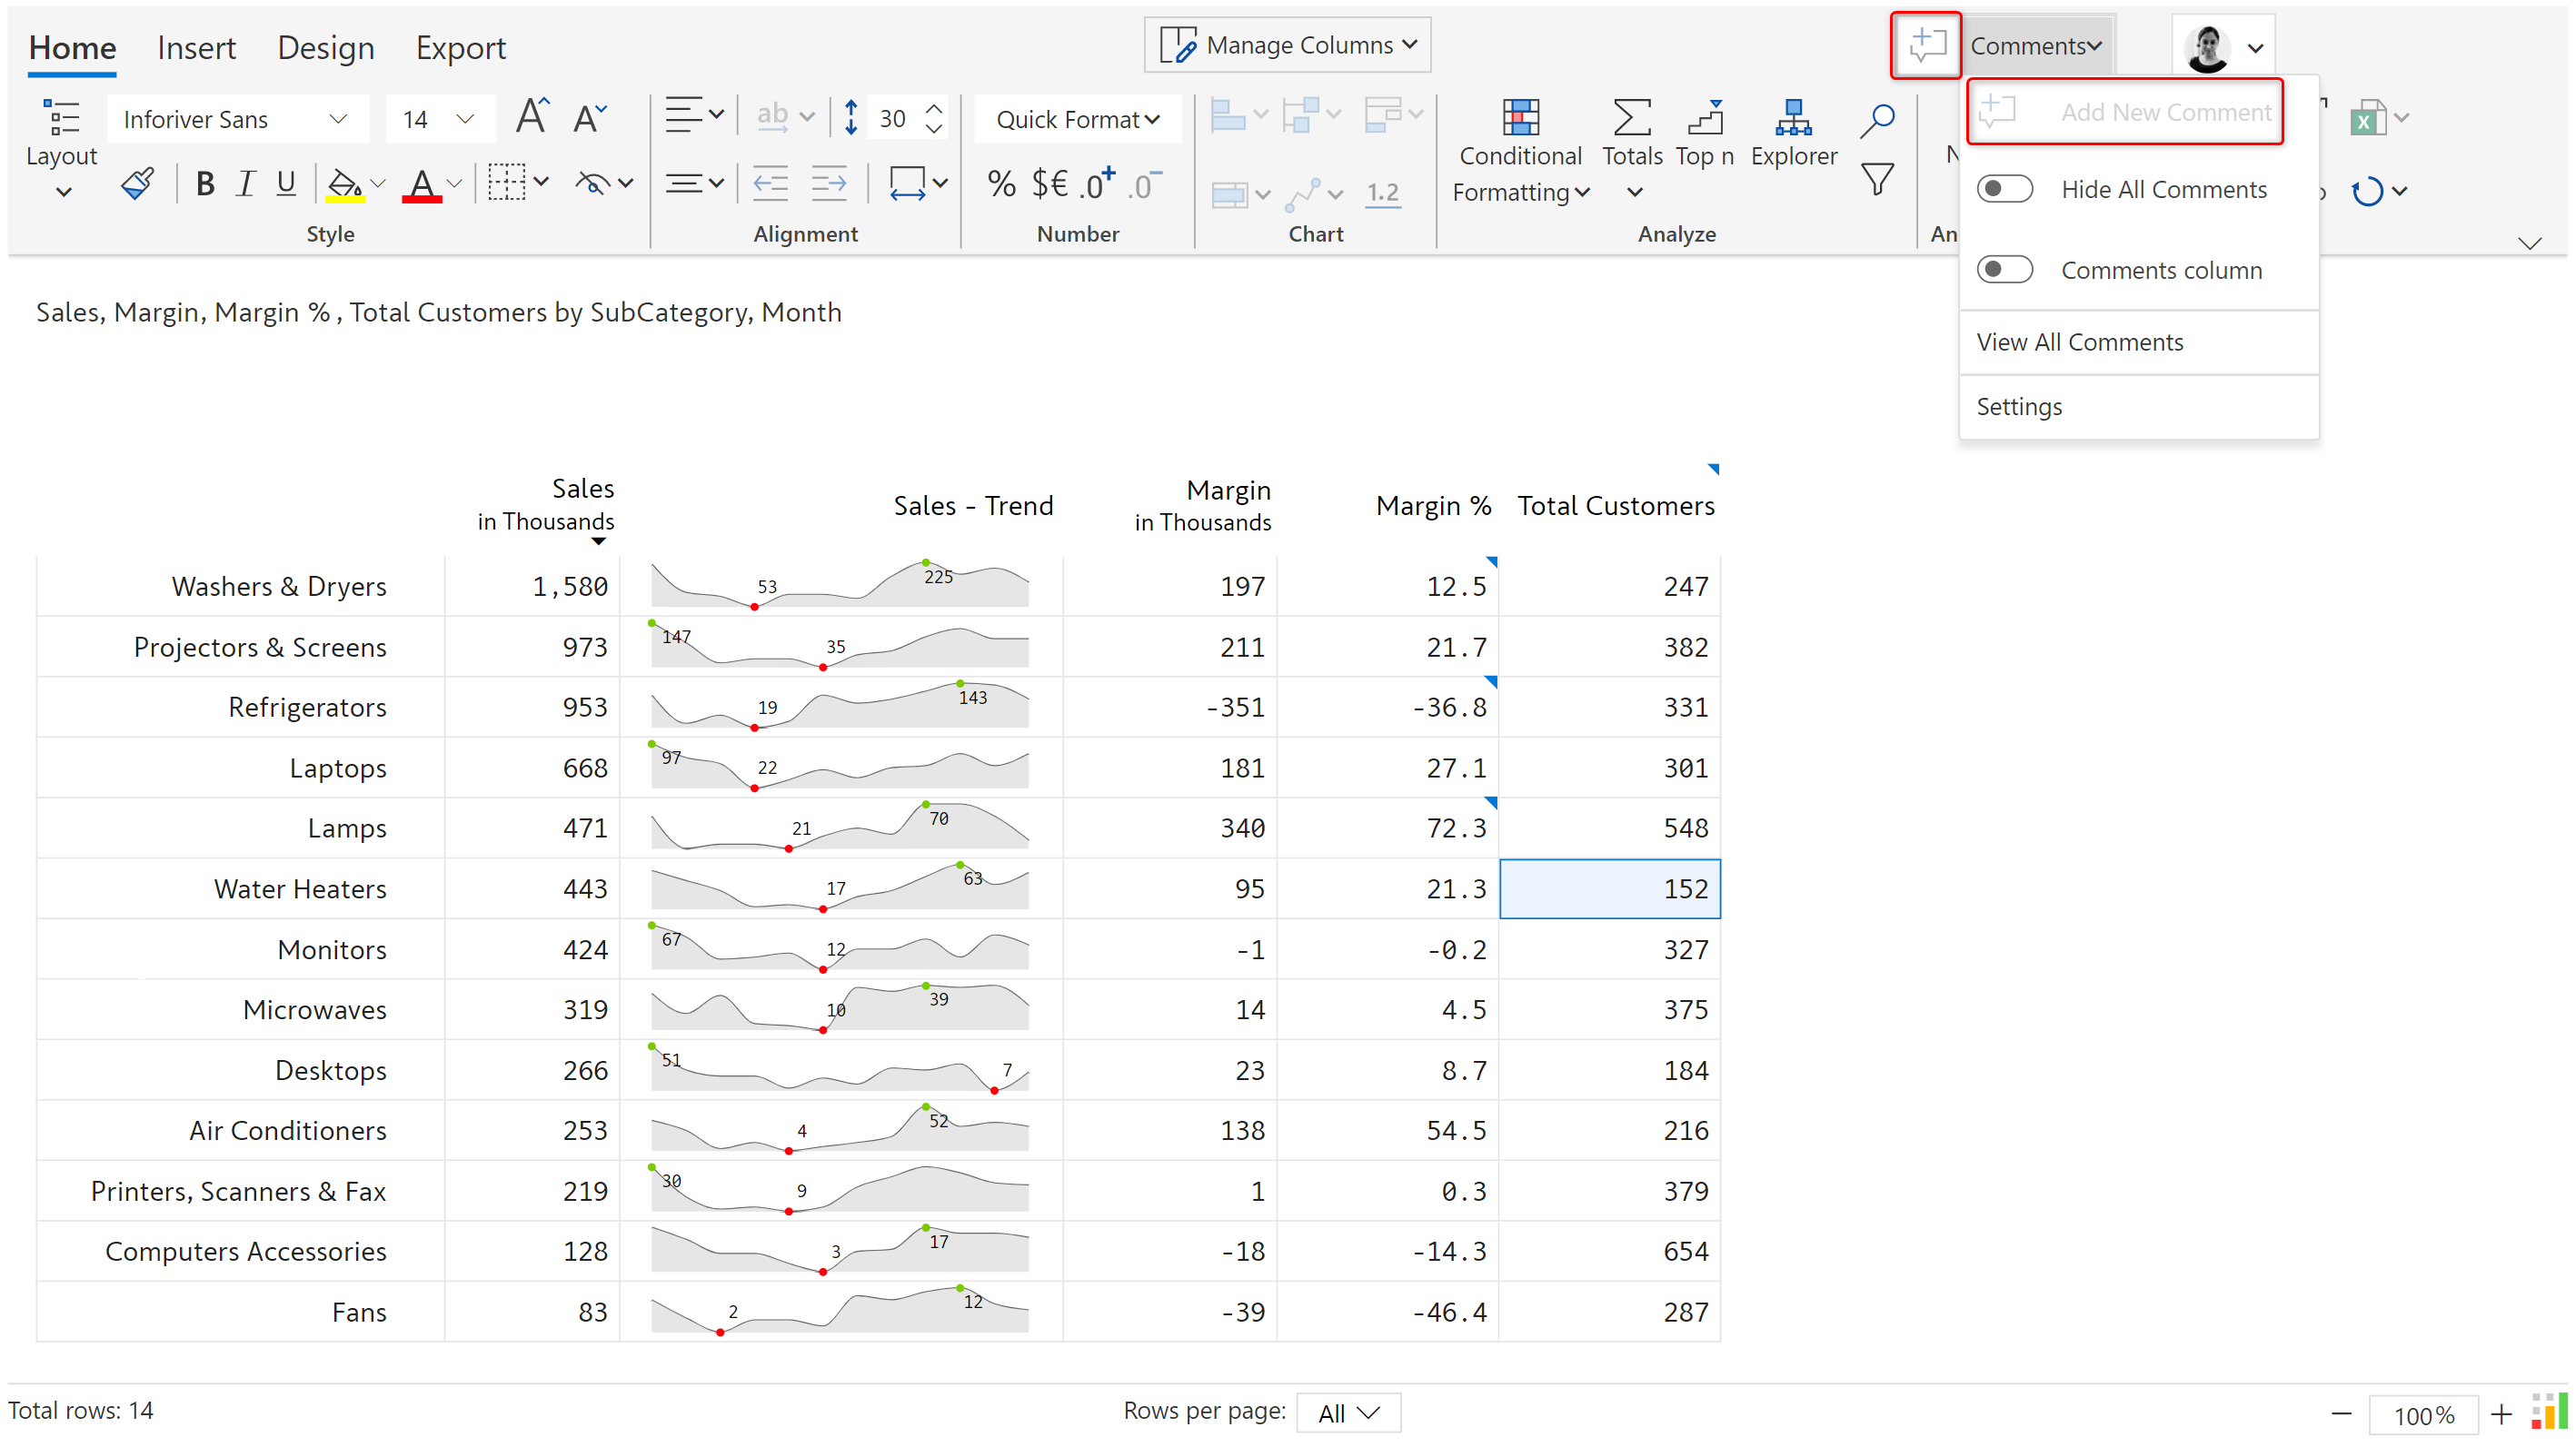 Home Insert Design Export Manage Columns Comments
Inforiver Sans 14 A A ab 30 Quick Format Add New Comment
Layout Conditional Formatting Totals Top n Explorer
B I U A % $€ .0+ .0− 1.2 Hide All Comments
Style Alignment Number Chart Analyze An
Comments column
View All Comments
Settings
Sales, Margin, Margin % , Total Customers by SubCategory, Month
Sales in Thousands Sales - Trend Margin in Thousands Margin % Total Customers
Washers & Dryers 1,580 53 225 197 12.5 247
Projectors & Screens 973 147 35 211 21.7 382
Refrigerators 953 19 143 -351 -36.8 331
Laptops 668 97 22 181 27.1 301
Lamps 471 21 70 340 72.3 548
Water Heaters 443 17 63 95 21.3 152
Monitors 424 67 12 -1 -0.2 327
Microwaves 319 10 39 14 4.5 375
Desktops 266 51 7 23 8.7 184
Air Conditioners 253 4 52 138 54.5 216
Printers, Scanners & Fax 219 30 9 1 0.3 379
Computers Accessories 128 3 17 -18 -14.3 654
Fans 83 2 12 -39 -46.4 287
Total rows: 14 Rows per page: All 100%